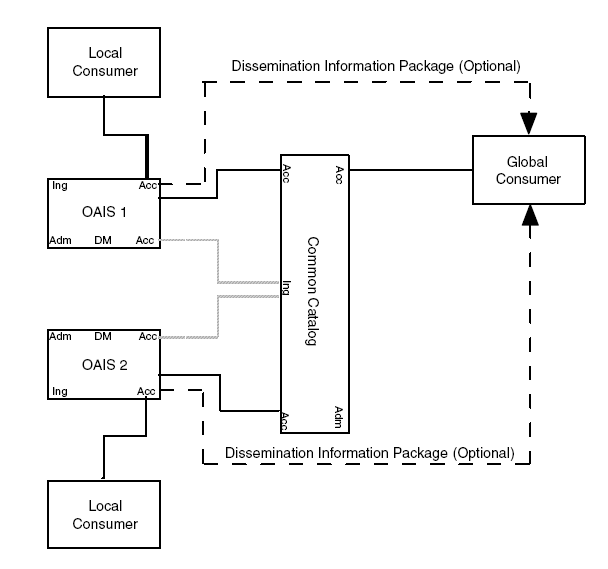 Local
Consumer
Dissemination Information Package (Optional)
Global
Consumer
Ing Acc
OAIS 1
Adm DM Acc
Acc Acc
Ing
Common Catalog
Acc Adm
Adm DM Acc
OAIS 2
Ing Acc
Dissemination Information Package (Optional)
Local
Consumer